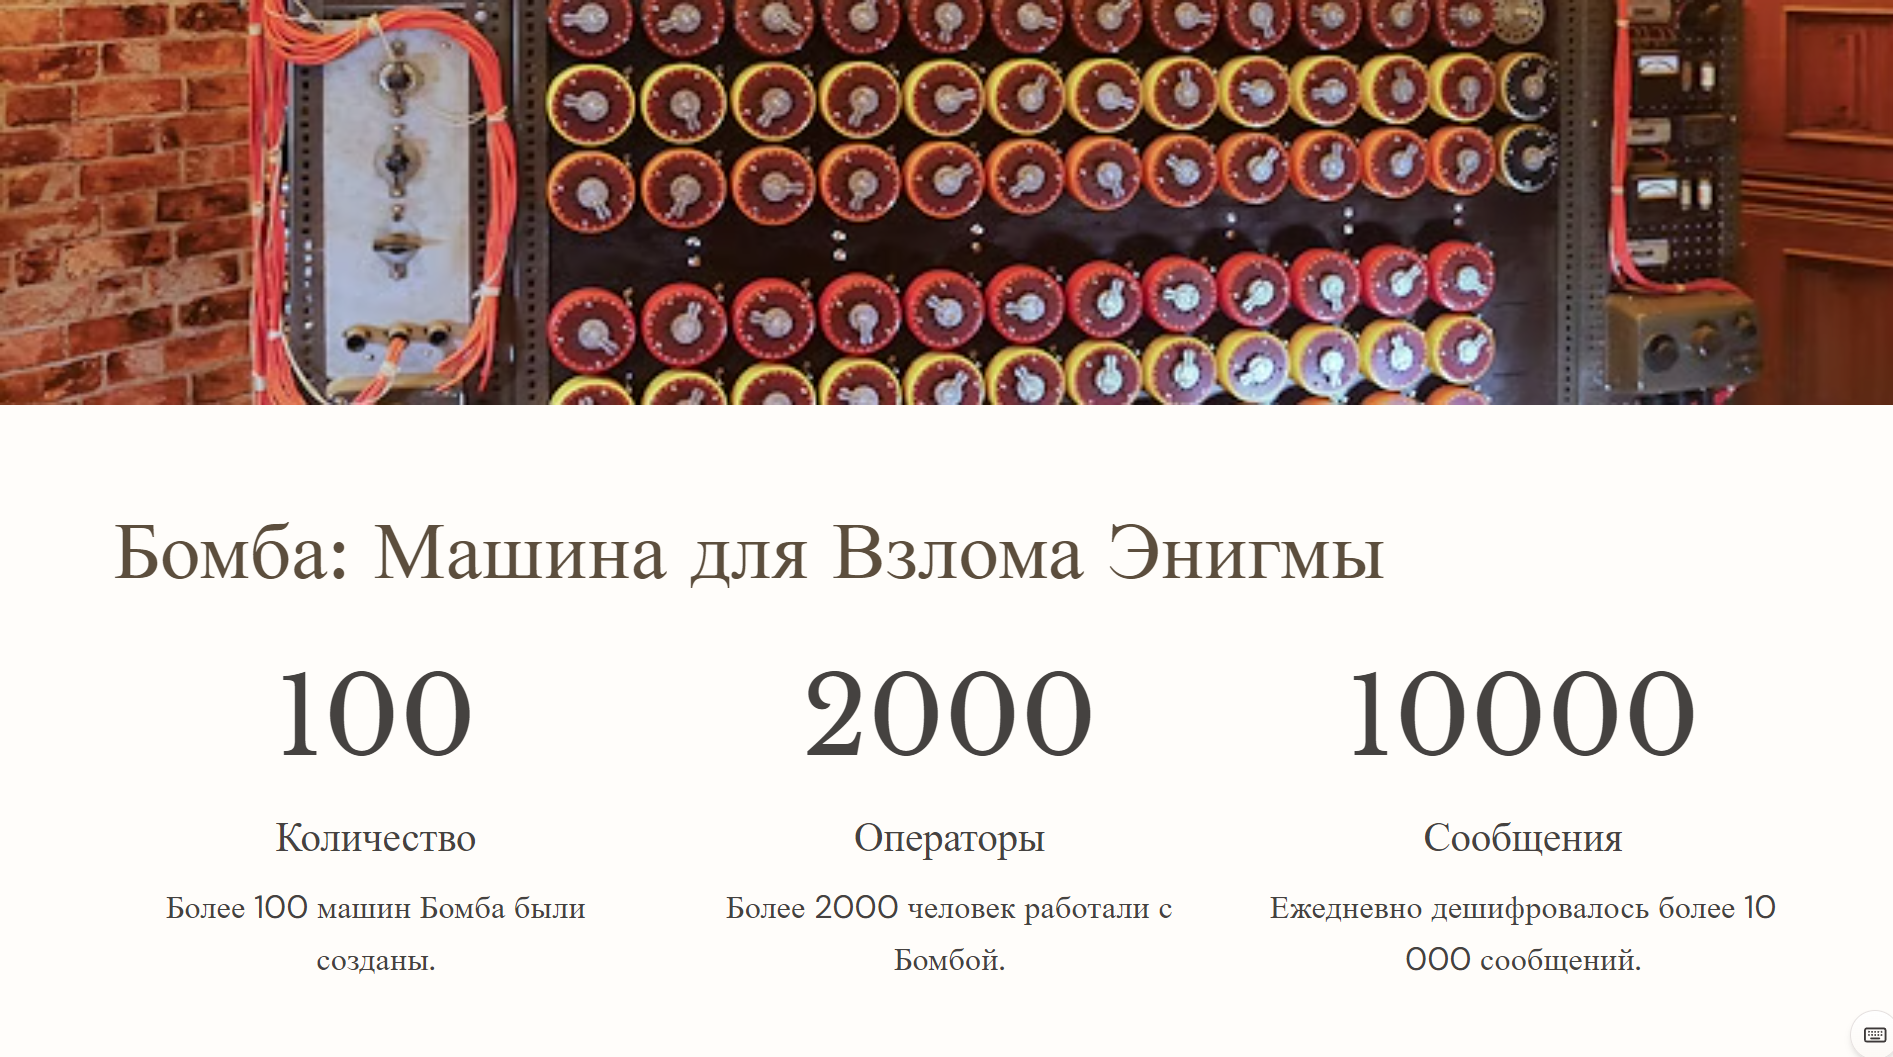 Бомба: Машина для Взлома Энигмы
100
2000
10000
Количество
Операторы
Сообщения
Более 100 машин Бомба были
созданы.
Более 2000 человек работали с
Бомбой.
Ежедневно дешифровалось более 10
000 сообщений.